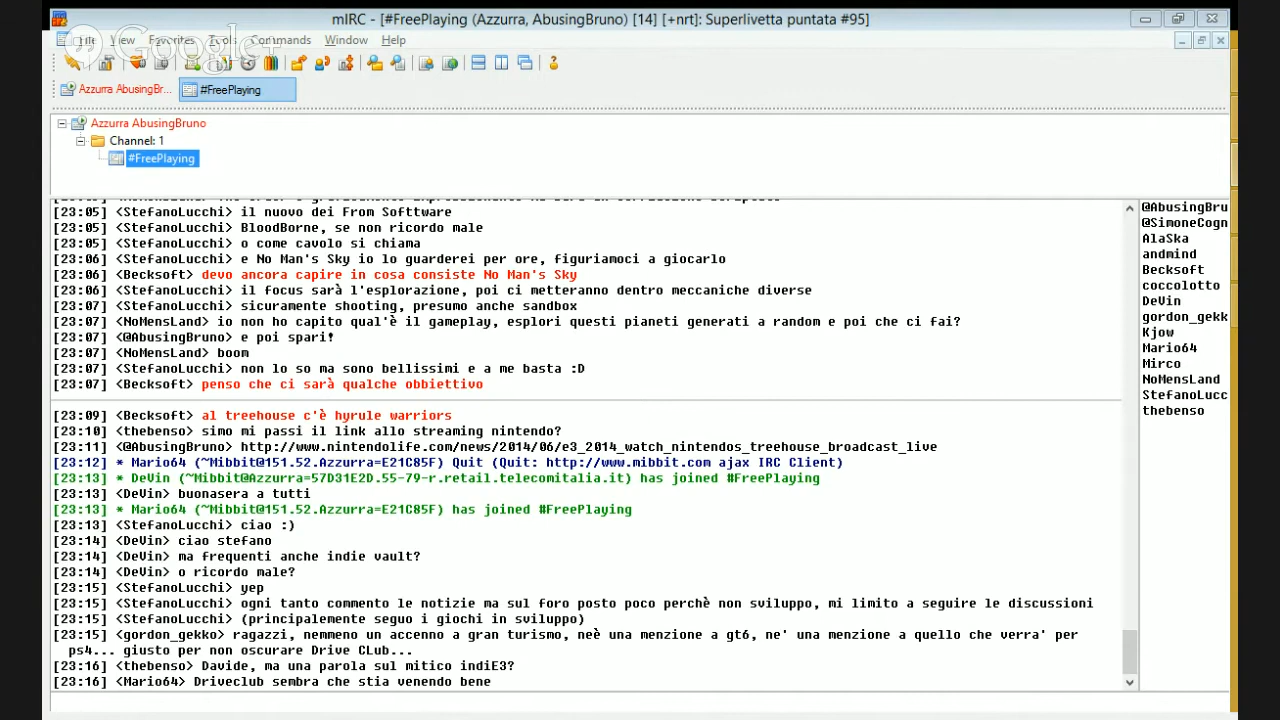 mIRC - [#FreePlaying (Azzurra, AbusingBruno) [14] [+nrt]: Superlivetta puntata #95]
File View Favorites Tools Commands Window Help
Azzurra AbusingBr... #FreePlaying
Azzurra AbusingBruno
Channel: 1
#FreePlaying
[23:05] <StefanoLucchi> il nuovo dei From Softtware
[23:05] <StefanoLucchi> BloodBorne, se non ricordo male
[23:05] <StefanoLucchi> o come cavolo si chiama
[23:06] <StefanoLucchi> e No Man's Sky io lo guarderei per ore, figuriamoci a giocarlo
[23:06] <Becksoft> devo ancora capire in cosa consiste No Man's Sky
[23:06] <StefanoLucchi> il focus sarà l'esplorazione, poi ci metteranno dentro meccaniche diverse
[23:07] <StefanoLucchi> sicuramente shooting, presumo anche sandbox
[23:07] <NoMensLand> io non ho capito qual'è il gameplay, esplori questi pianeti generati a random e poi che ci fai?
[23:07] <@AbusingBruno> e poi spari!
[23:07] <NoMensLand> boom
[23:07] <StefanoLucchi> non lo so ma sono bellissimi e a me basta :D
[23:07] <Becksoft> penso che ci sarà qualche obbiettivo
[23:09] <Becksoft> al treehouse c'è hyrule warriors
[23:10] <thebenso> simo mi passi il link allo streaming nintendo?
[23:11] <@AbusingBruno> http://www.nintendolife.com/news/2014/06/e3_2014_watch_nintendos_treehouse_broadcast_live
[23:12] * Mario64 (~Mibbit@151.52.Azzurra=E21C85F) Quit (Quit: http://www.mibbit.com ajax IRC Client)
[23:13] * DeVin (~Mibbit@Azzurra=57D31E2D.55-79-r.retail.telecomitalia.it) has joined #FreePlaying
[23:13] <DeVin> buonasera a tutti
[23:13] * Mario64 (~Mibbit@151.52.Azzurra=E21C85F) has joined #FreePlaying
[23:13] <StefanoLucchi> ciao :)
[23:14] <DeVin> ciao stefano
[23:14] <DeVin> ma frequenti anche indie vault?
[23:14] <DeVin> o ricordo male?
[23:15] <StefanoLucchi> yep
[23:15] <StefanoLucchi> ogni tanto commento le notizie ma sul foro posto poco perchè non sviluppo, mi limito a seguire le discussioni
[23:15] <StefanoLucchi> (principalemente seguo i giochi in sviluppo)
[23:15] <gordon_gekko> ragazzi, nemmeno un accenno a gran turismo, neè una menzione a gt6, ne' una menzione a quello che verra' per
ps4... giusto per non oscurare Drive CLub...
[23:16] <thebenso> Davide, ma una parola sul mitico indiE3?
[23:16] <Mario64> Driveclub sembra che stia venendo bene
@AbusingBru
@SimoneCogn
AlaSka
andmind
Becksoft
coccolotto
DeVin
gordon_gekk
Kjow
Mario64
Mirco
NoMensLand
StefanoLucc
thebenso